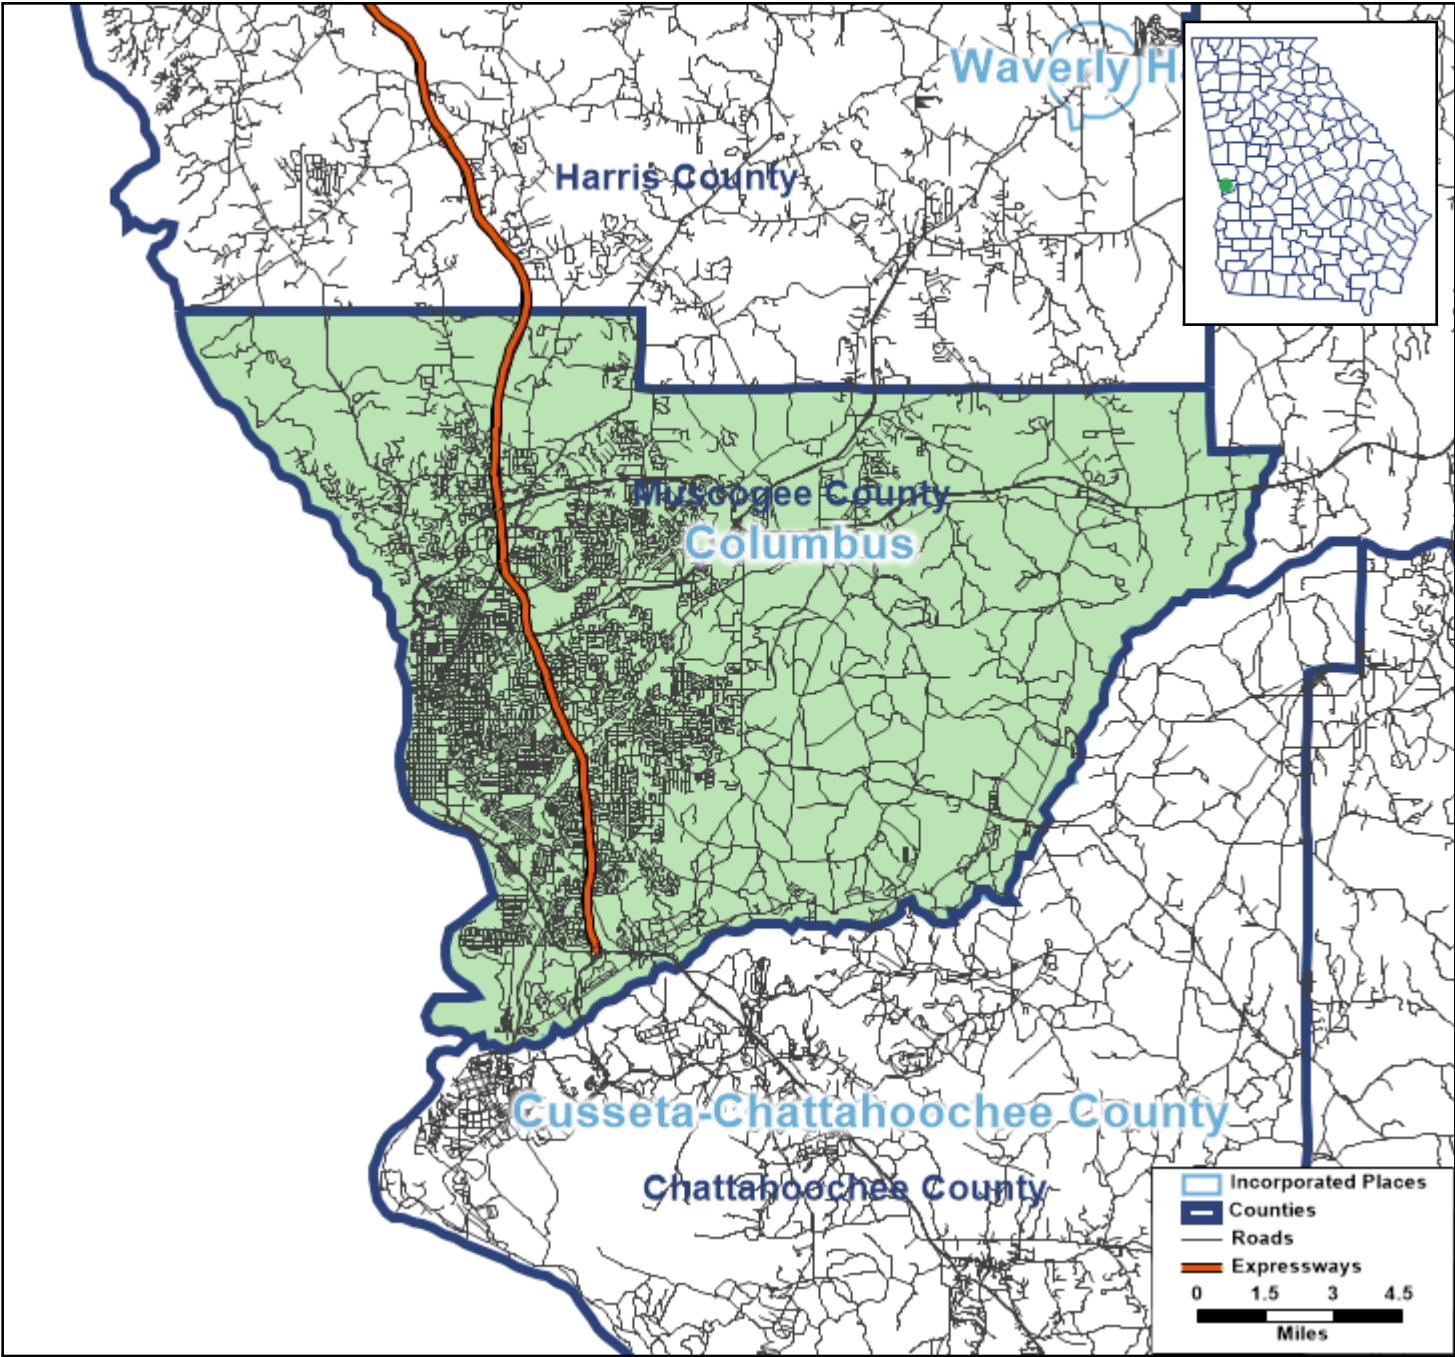 Waverly H
Harris County
Muscogee County
Columbus
Cusseta-Chattahoochee County
Chattahoochee County
Incorporated Places
Counties
Roads
Expressways
0 1.5 3 4.5
Miles